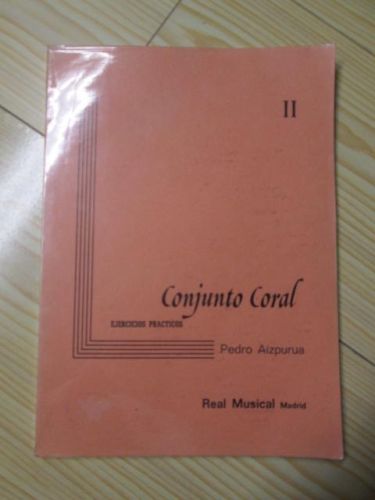 II
Conjunto Coral
EJERCICIOS PRACTICOS
Pedro Aizpurua
Real Musical Madrid